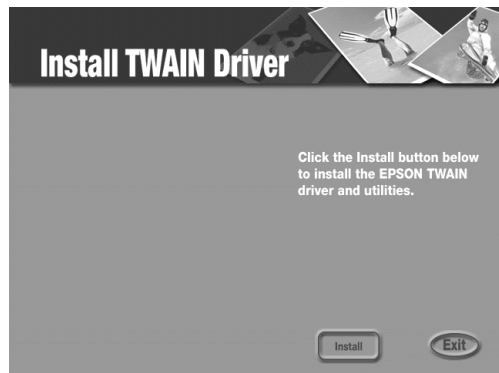 Install TWAIN Driver
Click the Install button below
to install the EPSON TWAIN
driver and utilities.
Install
Exit